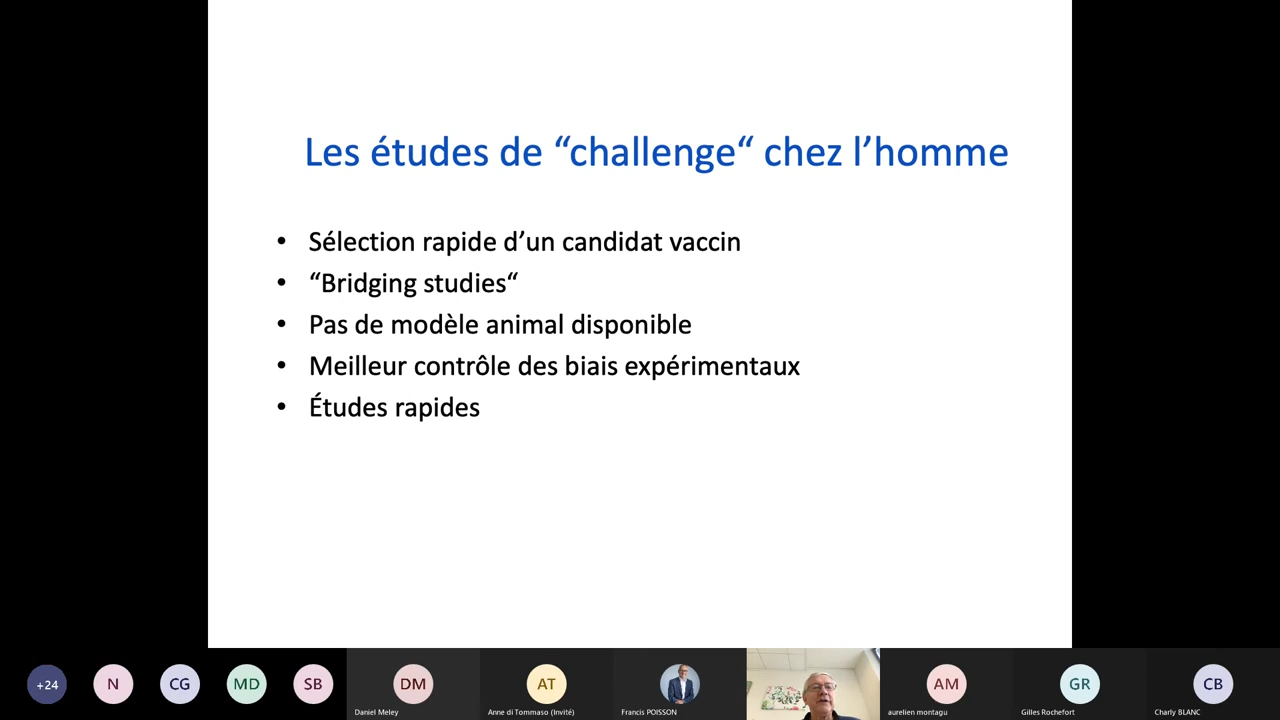 Les études de “challenge“ chez l’homme
• Sélection rapide d’un candidat vaccin
• “Bridging studies“
• Pas de modèle animal disponible
• Meilleur contrôle des biais expérimentaux
• Études rapides
+24
N
CG
MD
SB
DM
AT
AM
GR
CB
Daniel Meley
Anne di Tommaso (Invité)
Francis POISSON
aurelien montagu
Gilles Rochefort
Charly BLANC